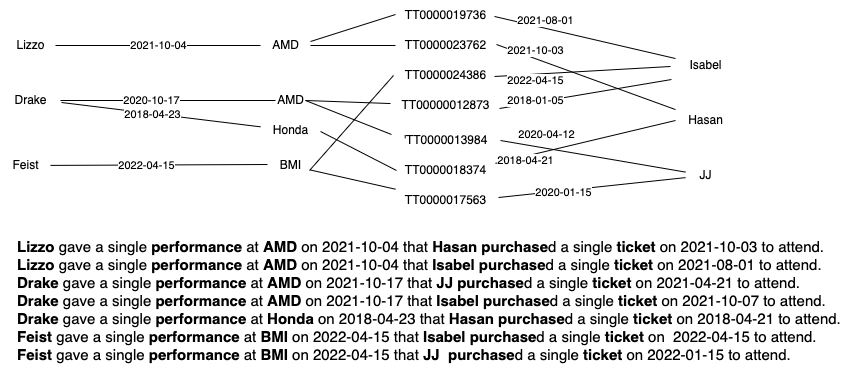 TT0000019736
2021-08-01
Lizzo 2021-10-04 AMD TT0000023762
2021-10-03
Isabel
TT0000024386
2022-04-15
Drake 2020-10-17 AMD TT00000012873 2018-01-05
2018-04-23
Hasan
Honda
'TT0000013984 2020-04-12
Feist 2022-04-15 BMI TT0000018374 2018-04-21
JJ
TT0000017563 2020-01-15
Lizzo gave a single performance at AMD on 2021-10-04 that Hasan purchased a single ticket on 2021-10-03 to attend.
Lizzo gave a single performance at AMD on 2021-10-04 that Isabel purchased a single ticket on 2021-08-01 to attend.
Drake gave a single performance at AMD on 2021-10-17 that JJ purchased a single ticket on 2021-04-21 to attend.
Drake gave a single performance at AMD on 2021-10-17 that Isabel purchased a single ticket on 2021-10-07 to attend.
Drake gave a single performance at Honda on 2018-04-23 that Hasan purchased a single ticket on 2018-04-21 to attend.
Feist gave a single performance at BMI on 2022-04-15 that Isabel purchased a single ticket on 2022-04-15 to attend.
Feist gave a single performance at BMI on 2022-04-15 that JJ purchased a single ticket on 2022-01-15 to attend.